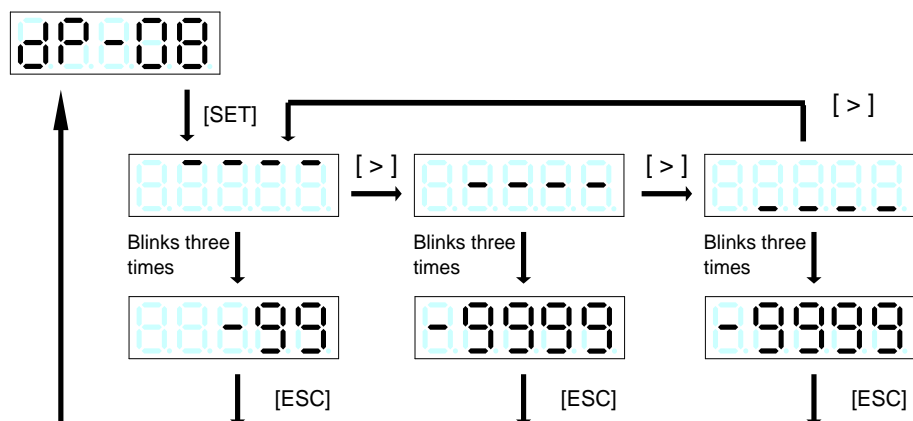 dP-08
[SET]
[ > ]
---- [ > ] ---- [ > ] ----
Blinks three times
Blinks three times
Blinks three times
-99
-9999
-9999
[ESC]
[ESC]
[ESC]